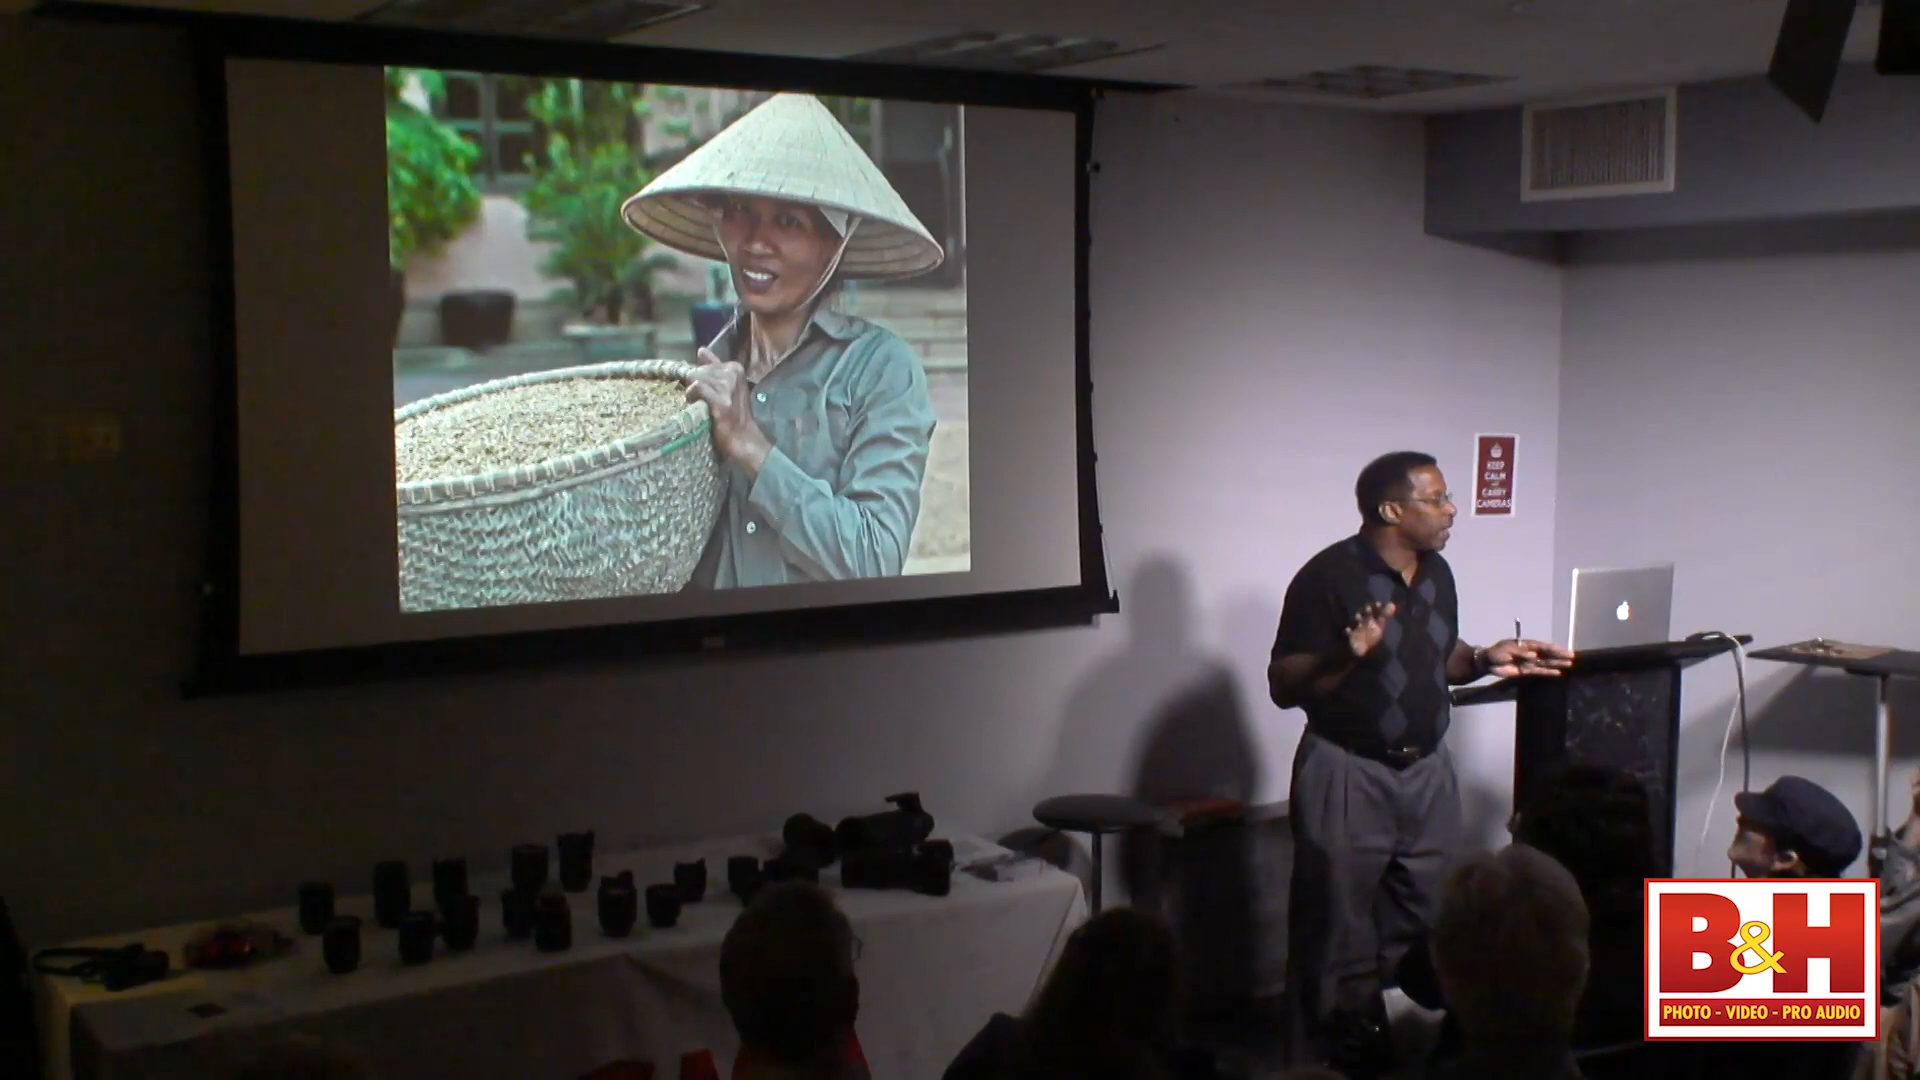 KEEP
CALM
AND
CARRY
CAMERAS
B&H
PHOTO - VIDEO - PRO AUDIO